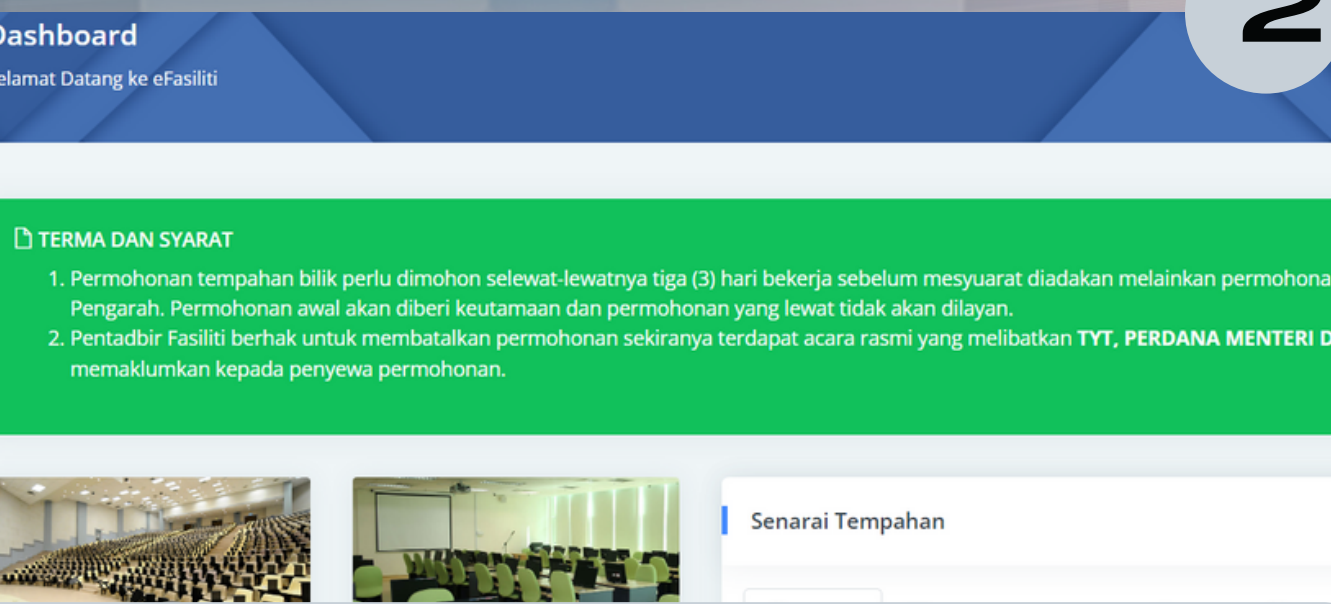 Dashboard
elamat Datang ke eFasiliti
2
TERMA DAN SYARAT
1. Permohonan tempahan bilik perlu dimohon selewat-lewatnya tiga (3) hari bekerja sebelum mesyuarat diadakan melainkan permohona
Pengarah. Permohonan awal akan diberi keutamaan dan permohonan yang lewat tidak akan dilayan.
2. Pentadbir Fasiliti berhak untuk membatalkan permohonan sekiranya terdapat acara rasmi yang melibatkan TYT, PERDANA MENTERI D
memaklumkan kepada penyewa permohonan.
Senarai Tempahan